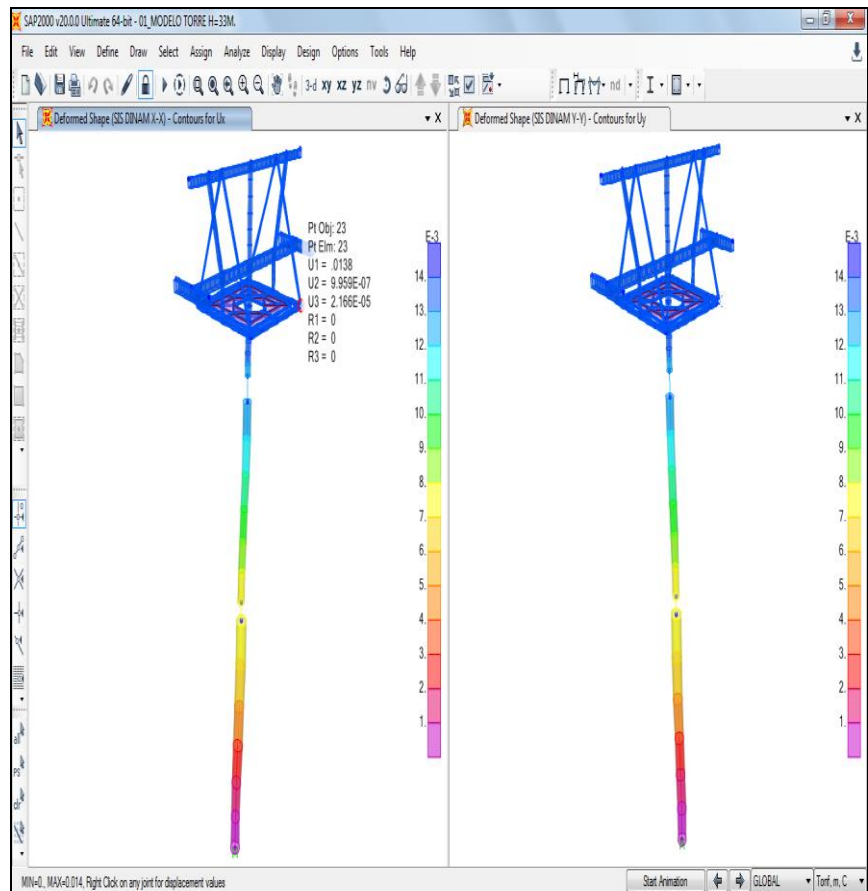 SAP2000 v20.0.0 Ultimate 64-bit - 01_MODELO TORRE H=33M.
File Edit View Define Draw Select Assign Analyze Display Design Options Tools Help
3-d xy xz yz nv nd
Deformed Shape (SIS DINAM X-X) - Contours for Ux
Deformed Shape (SIS DINAM Y-Y) - Contours for Uy
Pt Obj: 23
Pt Elm: 23
U1 = .0138
U2 = 9.959E-07
U3 = 2.166E-05
R1 = 0
R2 = 0
R3 = 0
E-3
14.
13.
12.
11.
10.
9.
8.
7.
6.
5.
4.
3.
2.
1.
E-3
14.
13.
12.
11.
10.
9.
8.
7.
6.
5.
4.
3.
2.
1.
all
ps
clr
MIN=0., MAX=0.014, Right Click on any joint for displacement values
Start Animation
GLOBAL
Tonf, m, C